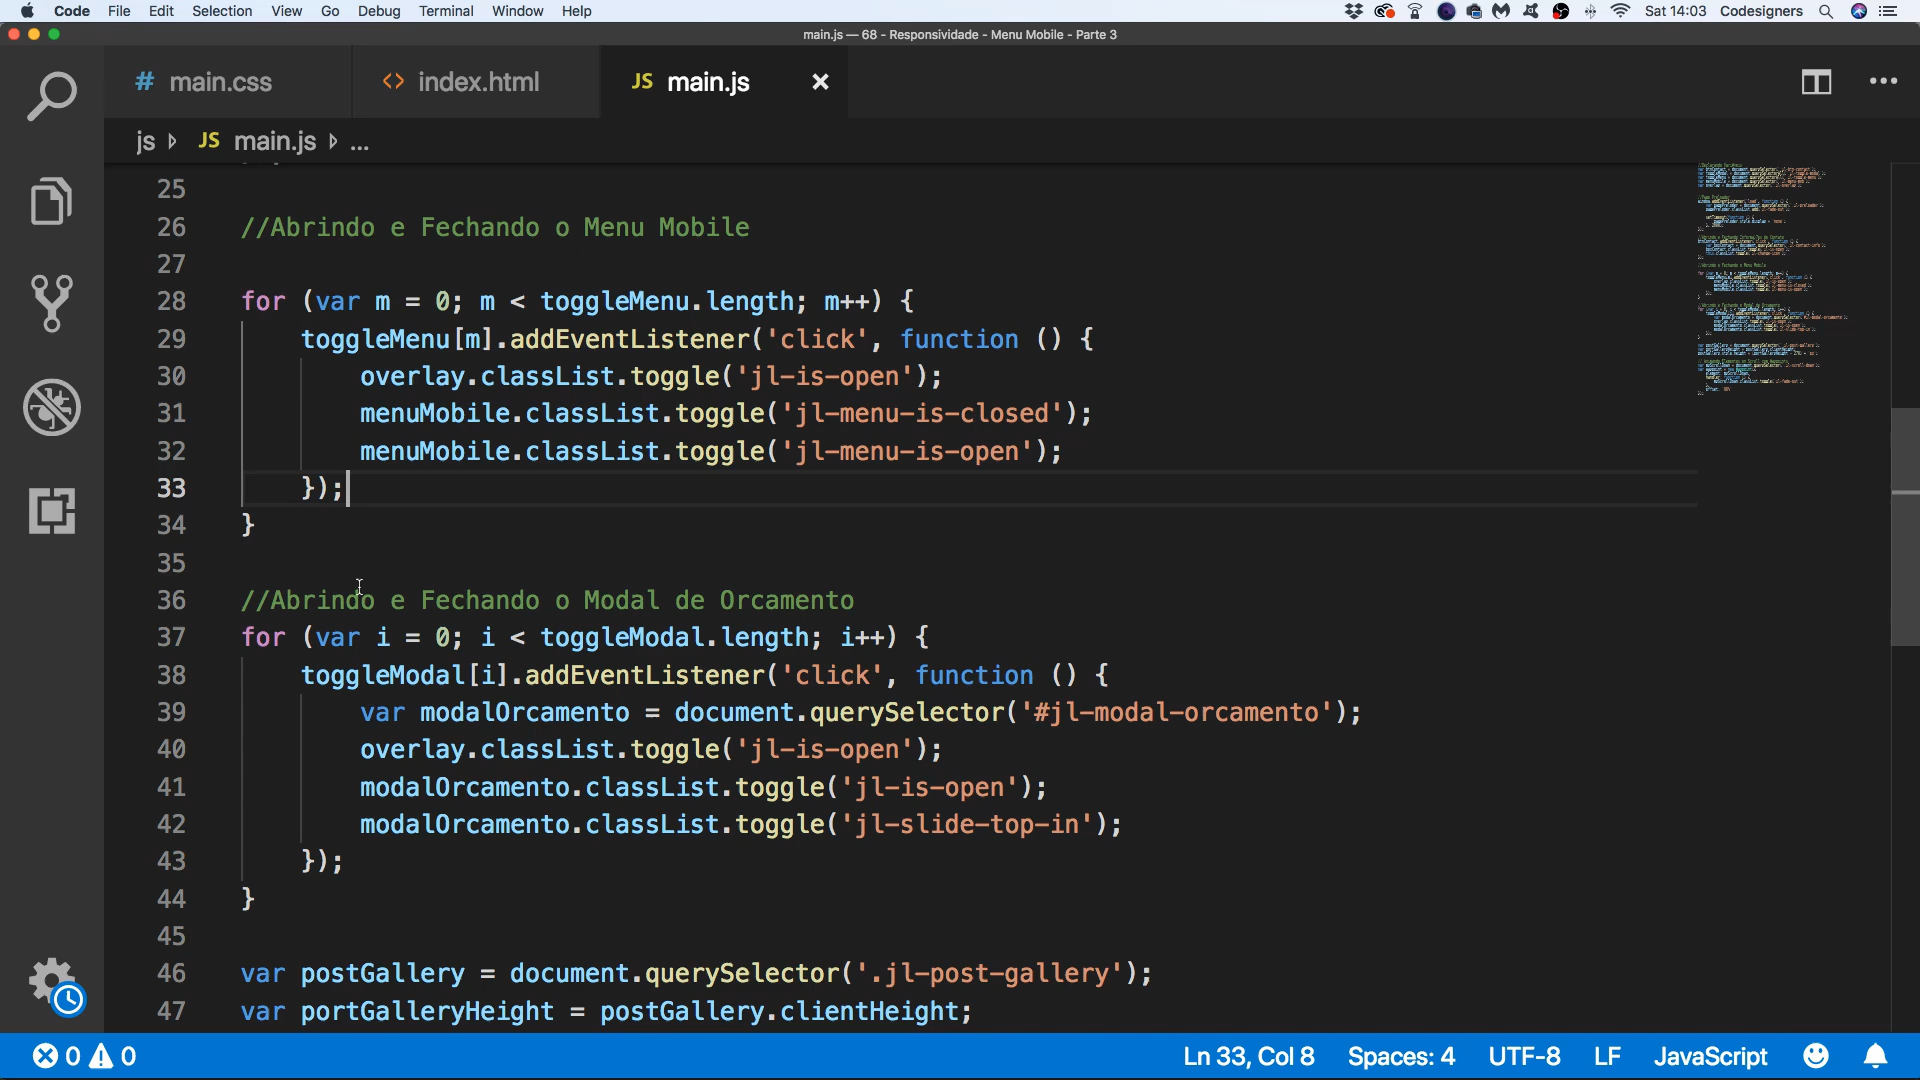 Code File Edit Selection View Go Debug Terminal Window Help Sat 14:03 Codesigners
main.js — 68 - Responsividade - Menu Mobile - Parte 3
# main.css <> index.html JS main.js ×
js JS main.js ...
25
26 //Abrindo e Fechando o Menu Mobile
27
28 for (var m = 0; m < toggleMenu.length; m++) {
29 toggleMenu[m].addEventListener('click', function () {
30 overlay.classList.toggle('jl-is-open');
31 menuMobile.classList.toggle('jl-menu-is-closed');
32 menuMobile.classList.toggle('jl-menu-is-open');
33 });
34 }
35
36 //Abrindo e Fechando o Modal de Orcamento
37 for (var i = 0; i < toggleModal.length; i++) {
38 toggleModal[i].addEventListener('click', function () {
39 var modalOrcamento = document.querySelector('#jl-modal-orcamento');
40 overlay.classList.toggle('jl-is-open');
41 modalOrcamento.classList.toggle('jl-is-open');
42 modalOrcamento.classList.toggle('jl-slide-top-in');
43 });
44 }
45
46 var postGallery = document.querySelector('.jl-post-gallery');
47 var portGalleryHeight = postGallery.clientHeight;
0 0 Ln 33, Col 8 Spaces: 4 UTF-8 LF JavaScript